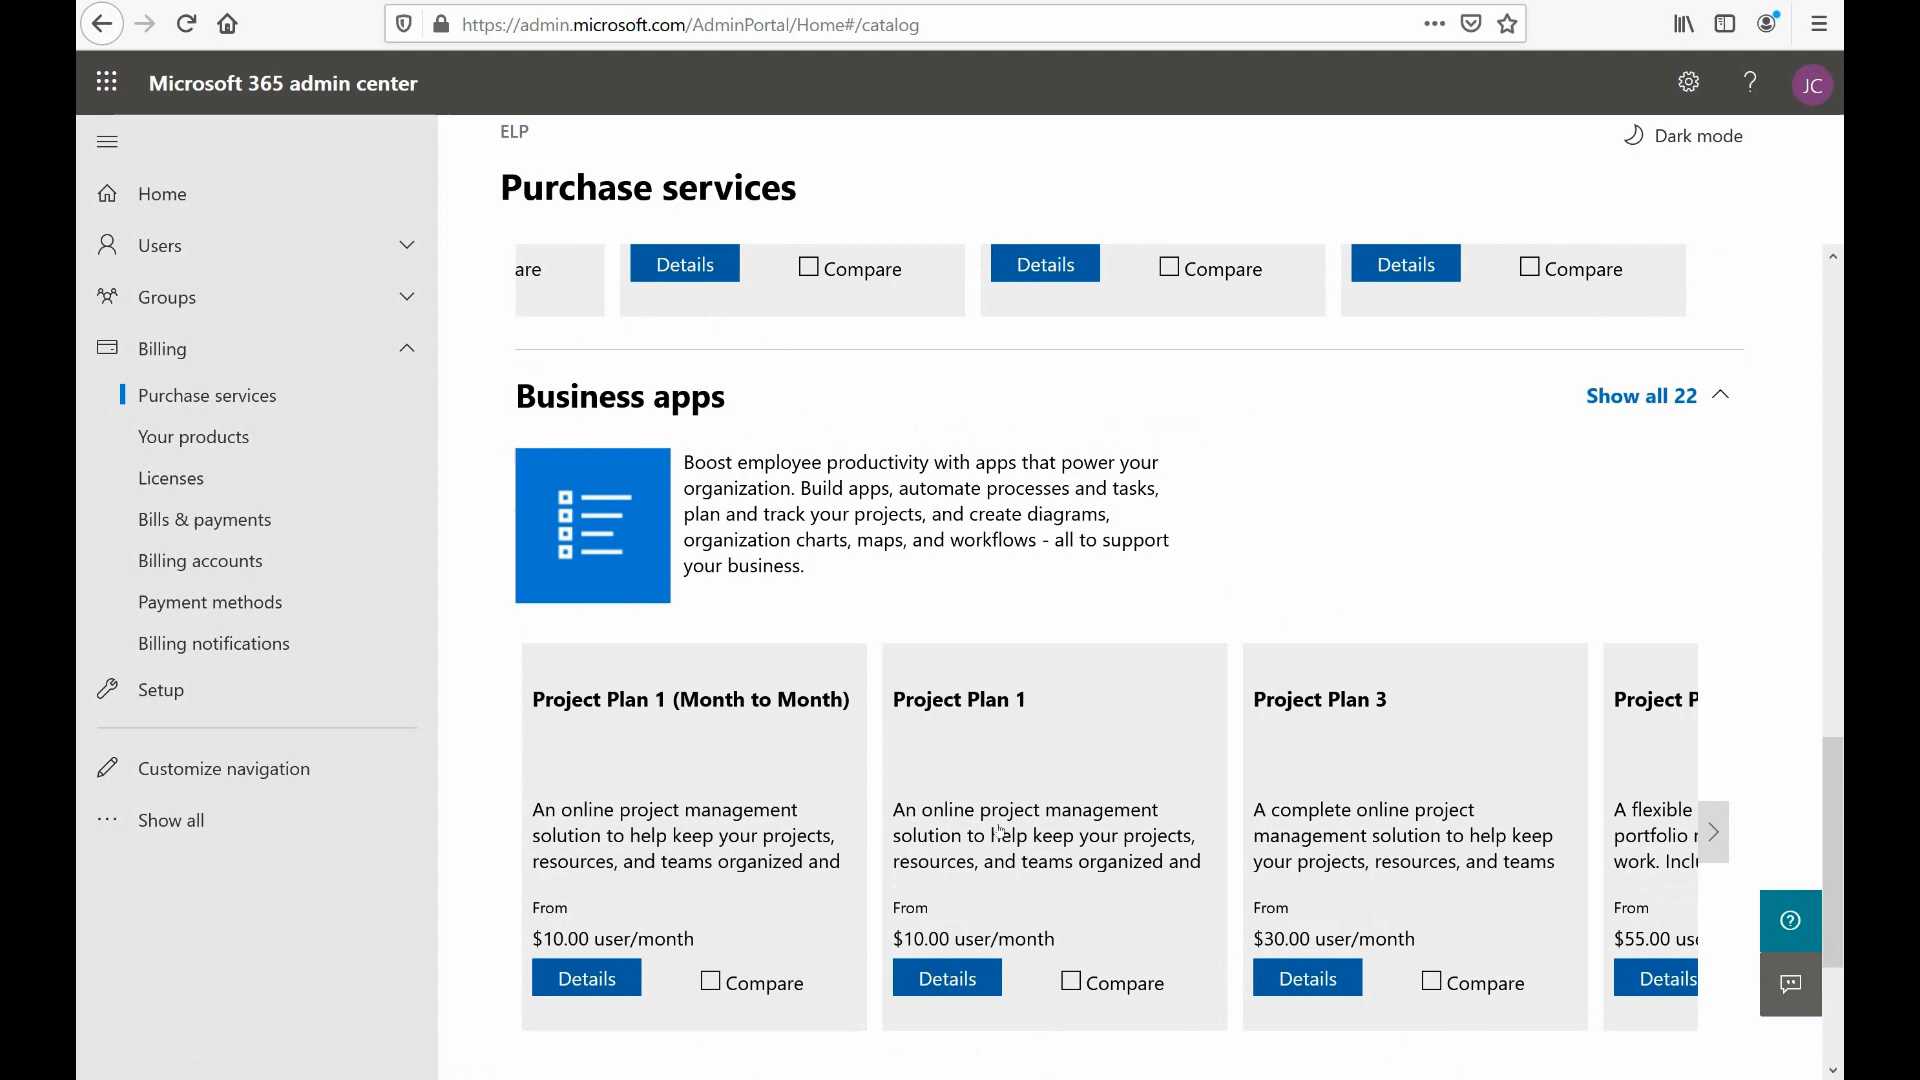 https://admin.microsoft.com/AdminPortal/Home#/catalog
Microsoft 365 admin center
?
JC
ELP
Dark mode
Purchase services
Home
Users
Groups
Billing
Purchase services
Your products
Licenses
Bills & payments
Billing accounts
Payment methods
Billing notifications
Setup
Customize navigation
Show all
are
Details
Compare
Details
Compare
Details
Compare
Business apps
Show all 22
Boost employee productivity with apps that power your
organization. Build apps, automate processes and tasks,
plan and track your projects, and create diagrams,
organization charts, maps, and workflows - all to support
your business.
Project Plan 1 (Month to Month)
An online project management
solution to help keep your projects,
resources, and teams organized and
From
$10.00 user/month
Details
Compare
Project Plan 1
An online project management
solution to help keep your projects,
resources, and teams organized and
From
$10.00 user/month
Details
Compare
Project Plan 3
A complete online project
management solution to help keep
your projects, resources, and teams
From
$30.00 user/month
Details
Compare
Project P
A flexible
portfolio
work. Incl
From
$55.00 us
Details